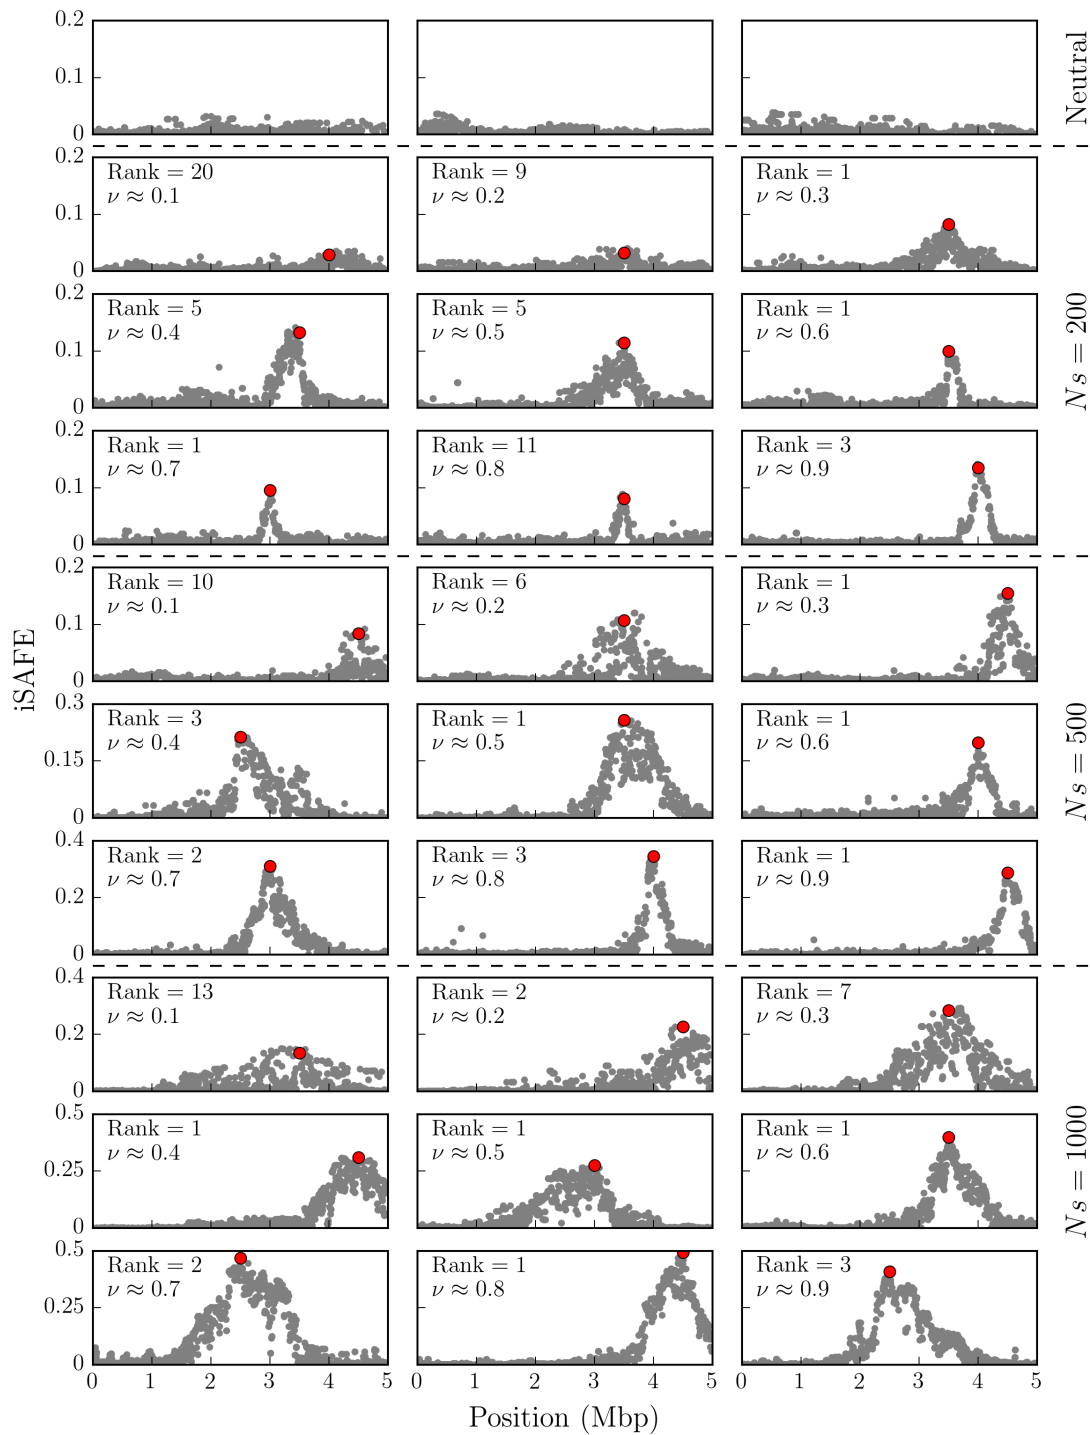 0.2
0.1
0
Neutral
0.2
0.1
0
Rank = 20
ν ≈ 0.1
Rank = 9
ν ≈ 0.2
Rank = 1
ν ≈ 0.3
0.2
0.1
0
Rank = 5
ν ≈ 0.4
Rank = 5
ν ≈ 0.5
Rank = 1
ν ≈ 0.6
Ns = 200
0.2
0.1
0
Rank = 1
ν ≈ 0.7
Rank = 11
ν ≈ 0.8
Rank = 3
ν ≈ 0.9
0.2
0.1
0
Rank = 10
ν ≈ 0.1
Rank = 6
ν ≈ 0.2
Rank = 1
ν ≈ 0.3
iSAFE
0.3
0.15
0
Rank = 3
ν ≈ 0.4
Rank = 1
ν ≈ 0.5
Rank = 1
ν ≈ 0.6
Ns = 500
0.4
0.2
0
Rank = 2
ν ≈ 0.7
Rank = 3
ν ≈ 0.8
Rank = 1
ν ≈ 0.9
0.4
0.2
0
Rank = 13
ν ≈ 0.1
Rank = 2
ν ≈ 0.2
Rank = 7
ν ≈ 0.3
0.5
0.25
0
Rank = 1
ν ≈ 0.4
Rank = 1
ν ≈ 0.5
Rank = 1
ν ≈ 0.6
Ns = 1000
0.5
0.25
0
Rank = 2
ν ≈ 0.7
Rank = 1
ν ≈ 0.8
Rank = 3
ν ≈ 0.9
0 1 2 3 4 5
0 1 2 3 4 5
0 1 2 3 4 5
Position (Mbp)